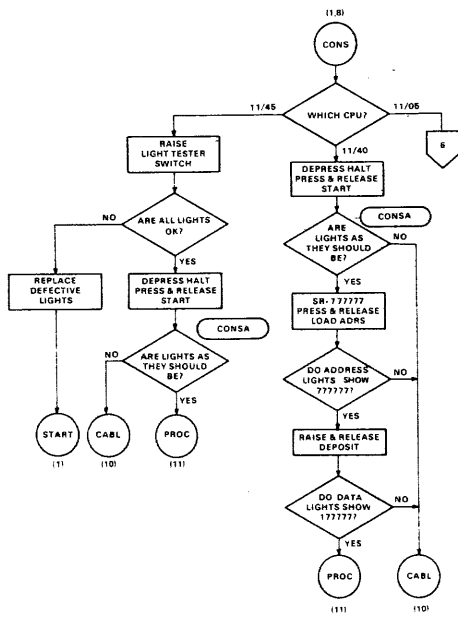 (1,8)
CONS
11/45
WHICH CPU?
11/05
6
11/40
RAISE
LIGHT TESTER
SWITCH
DEPRESS HALT
PRESS & RELEASE
START
NO
ARE ALL LIGHTS
OK?
YES
CONSA
ARE
LIGHTS AS
THEY SHOULD
BE?
NO
YES
REPLACE
DEFECTIVE
LIGHTS
DEPRESS HALT
PRESS & RELEASE
START
SR-777777
PRESS & RELEASE
LOAD ADRS
CONSA
NO
ARE LIGHTS AS
THEY SHOULD
BE?
YES
DO ADDRESS
LIGHTS SHOW
777777?
NO
YES
START
(1)
CABL
(10)
PROC
(11)
RAISE & RELEASE
DEPOSIT
DO DATA
LIGHTS SHOW
177777?
NO
YES
PROC
(11)
CABL
(10)